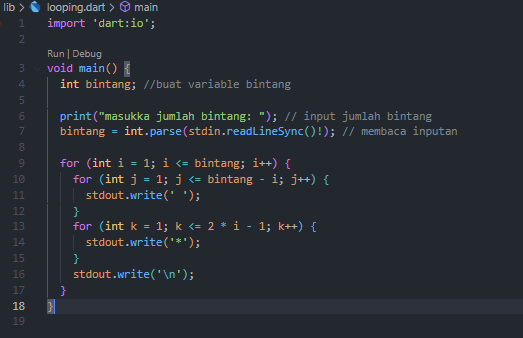 lib > looping.dart > main
1 import 'dart:io';
2
Run | Debug
3 void main() {
4 int bintang; //buat variable bintang
5
6 print("masukka jumlah bintang: "); // input jumlah bintang
7 bintang = int.parse(stdin.readLineSync()!); // membaca inputan
8
9 for (int i = 1; i <= bintang; i++) {
10 for (int j = 1; j <= bintang - i; j++) {
11 stdout.write(' ');
12 }
13 for (int k = 1; k <= 2 * i - 1; k++) {
14 stdout.write('*');
15 }
16 stdout.write('\n');
17 }
18 }
19